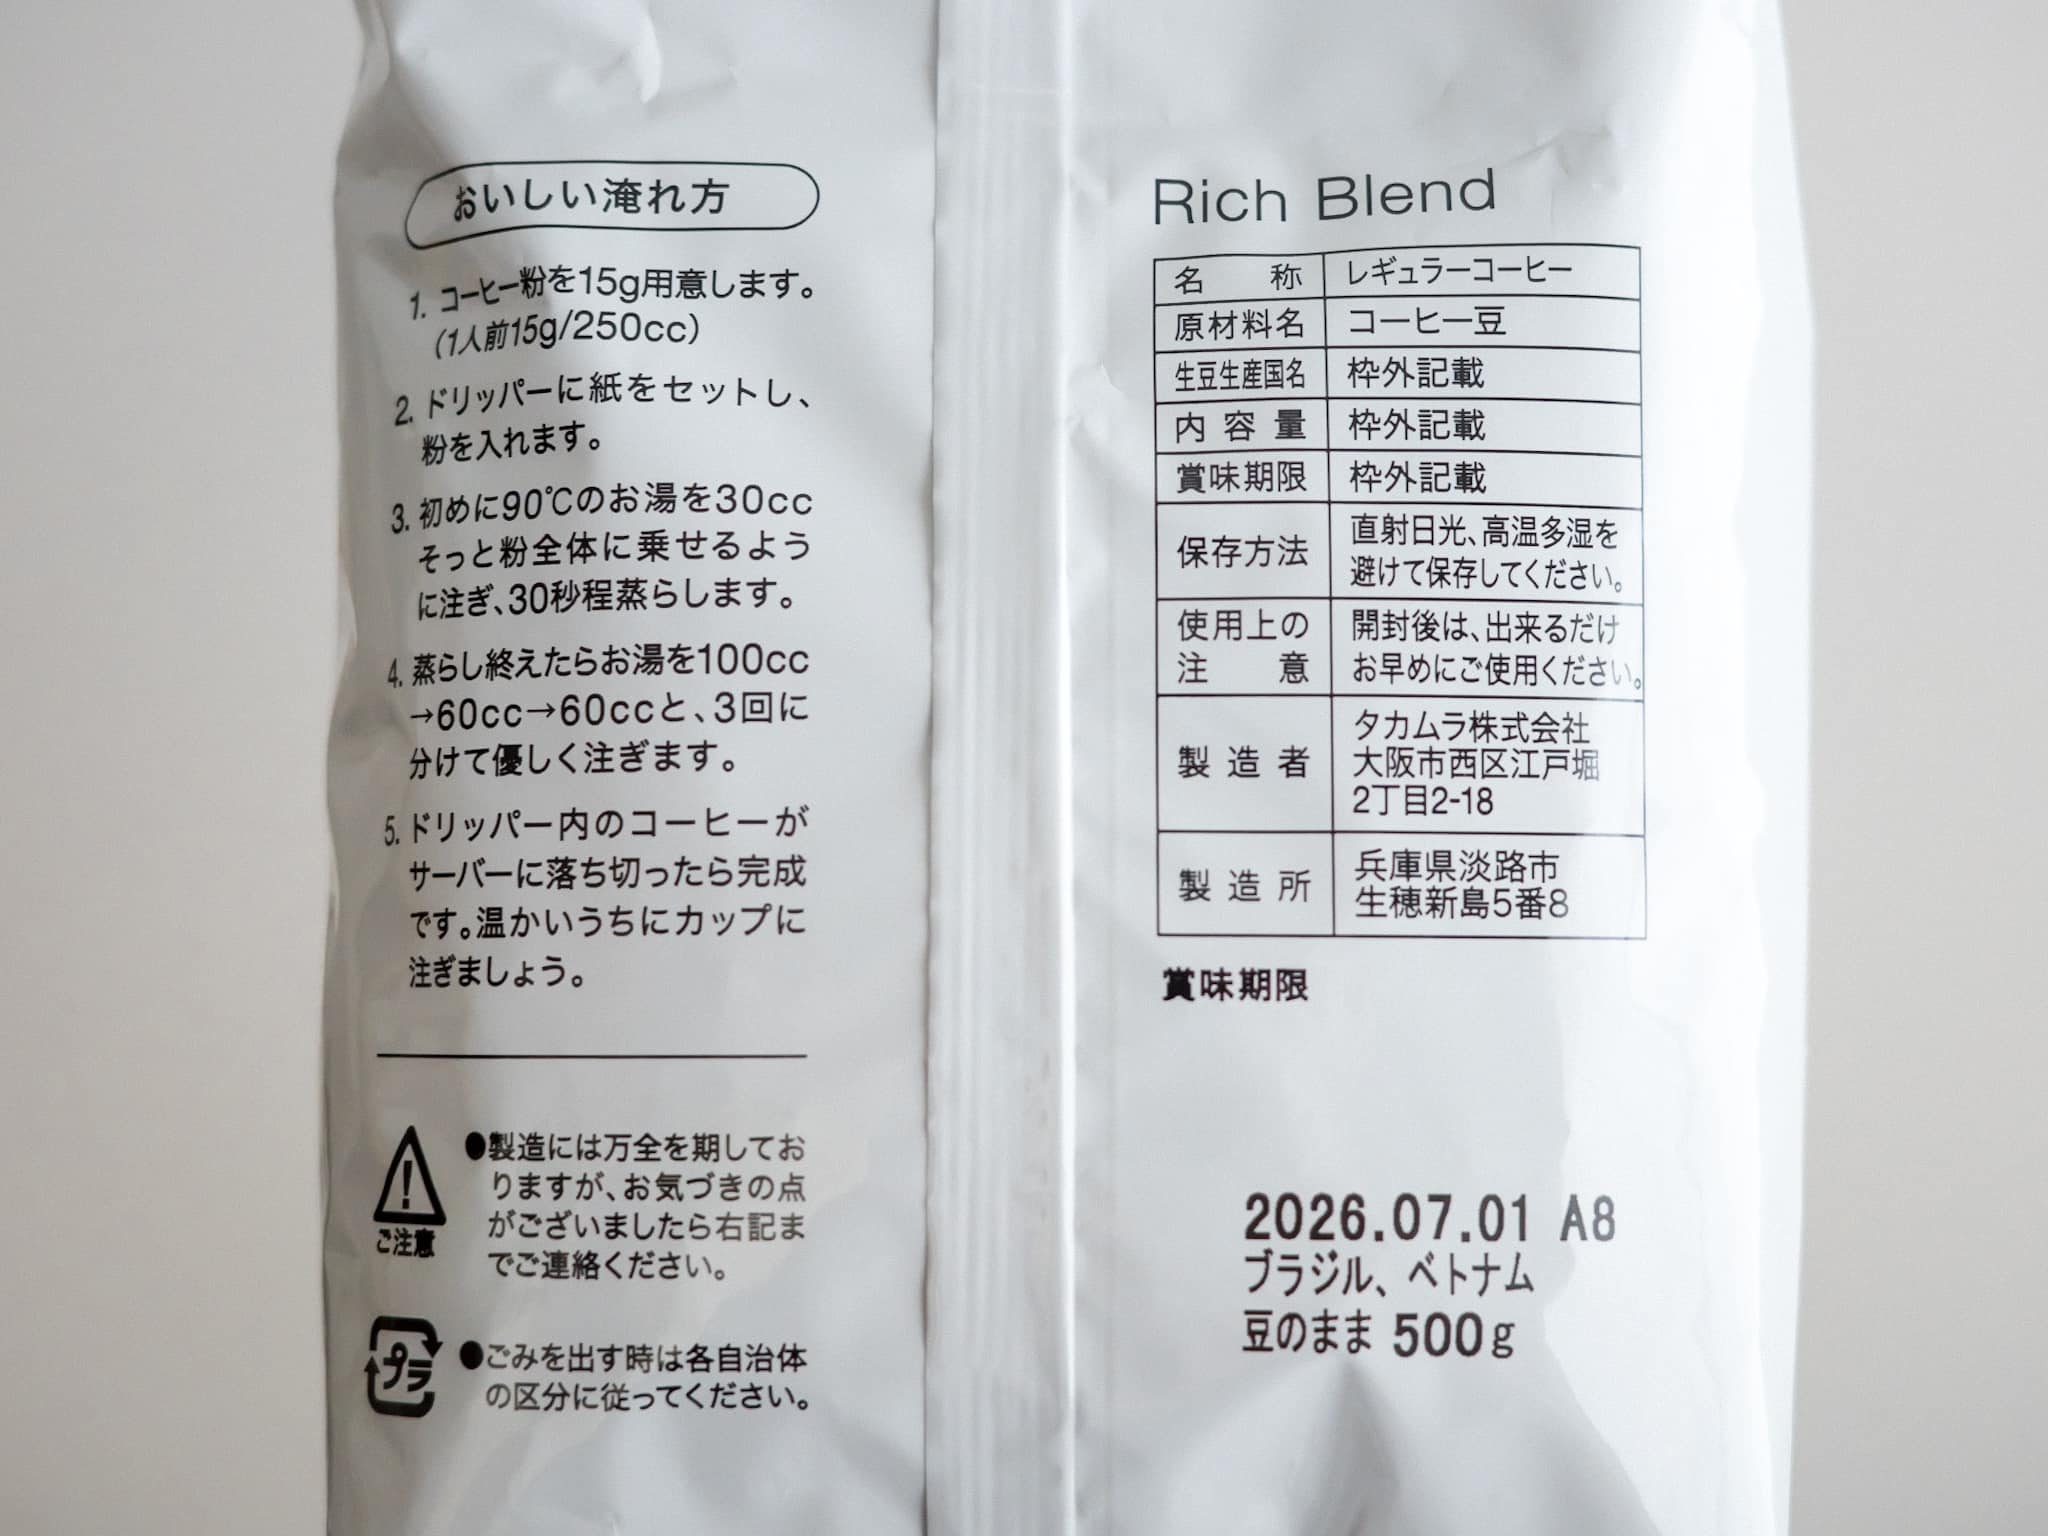 おいしい淹れ方
1. コーヒー粉を15g用意します。
(1人前15g/250cc)
2. ドリッパーに紙をセットし、
粉を入れます。
3. 初めに90℃のお湯を30cc
そっと粉全体に乗せるよう
に注ぎ、30秒程蒸らします。
4. 蒸らし終えたらお湯を100cc
→60cc→60ccと、3回に
分けて優しく注ぎます。
5. ドリッパー内のコーヒーが
サーバーに落ち切ったら完成
です。温かいうちにカップに
注ぎましょう。
ご注意
●製造には万全を期してお
りますが、お気づきの点
がございましたら右記ま
でご連絡ください。
プラ
●ごみを出す時は各自治体
の区分に従ってください。
Rich Blend
名称 レギュラーコーヒー
原材料名 コーヒー豆
生豆生産国名 枠外記載
内容量 枠外記載
賞味期限 枠外記載
保存方法 直射日光、高温多湿を
避けて保存してください。
使用上の 開封後は、出来るだけ
注意 お早めにご使用ください。
製造者 タカムラ株式会社
大阪市西区江戸堀
2丁目2-18
製造所 兵庫県淡路市
生穂新島5番8
賞味期限
2026.07.01 A8
ブラジル、ベトナム
豆のまま 500g